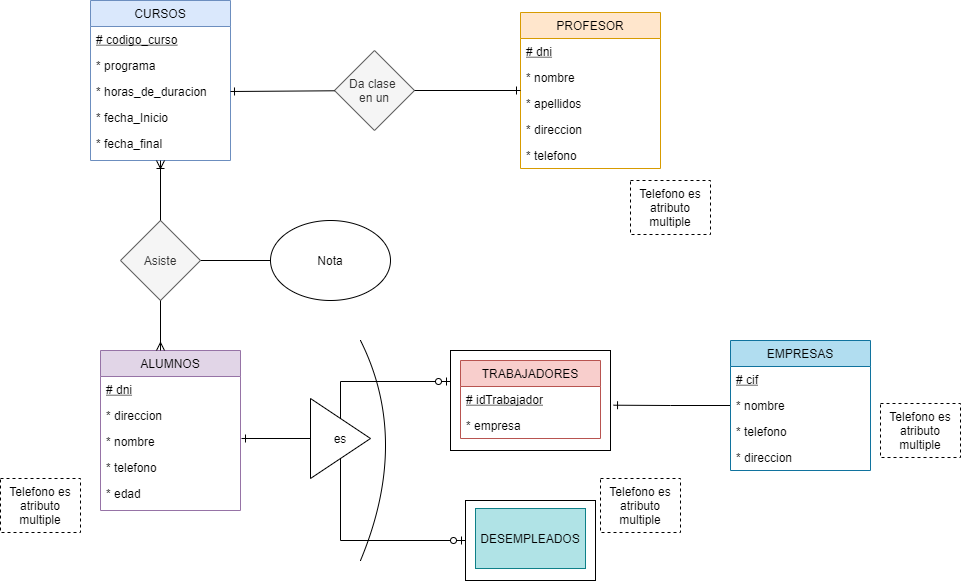 CURSOS
# codigo_curso
* programa
* horas_de_duracion
* fecha_Inicio
* fecha_final
Da clase
en un
PROFESOR
# dni
* nombre
* apellidos
* direccion
* telefono
Telefono es
atributo
multiple
Asiste
Nota
ALUMNOS
# dni
* direccion
* nombre
* telefono
* edad
Telefono es
atributo
multiple
es
TRABAJADORES
# idTrabajador
* empresa
EMPRESAS
# cif
* nombre
* telefono
* direccion
Telefono es
atributo
multiple
DESEMPLEADOS
Telefono es
atributo
multiple